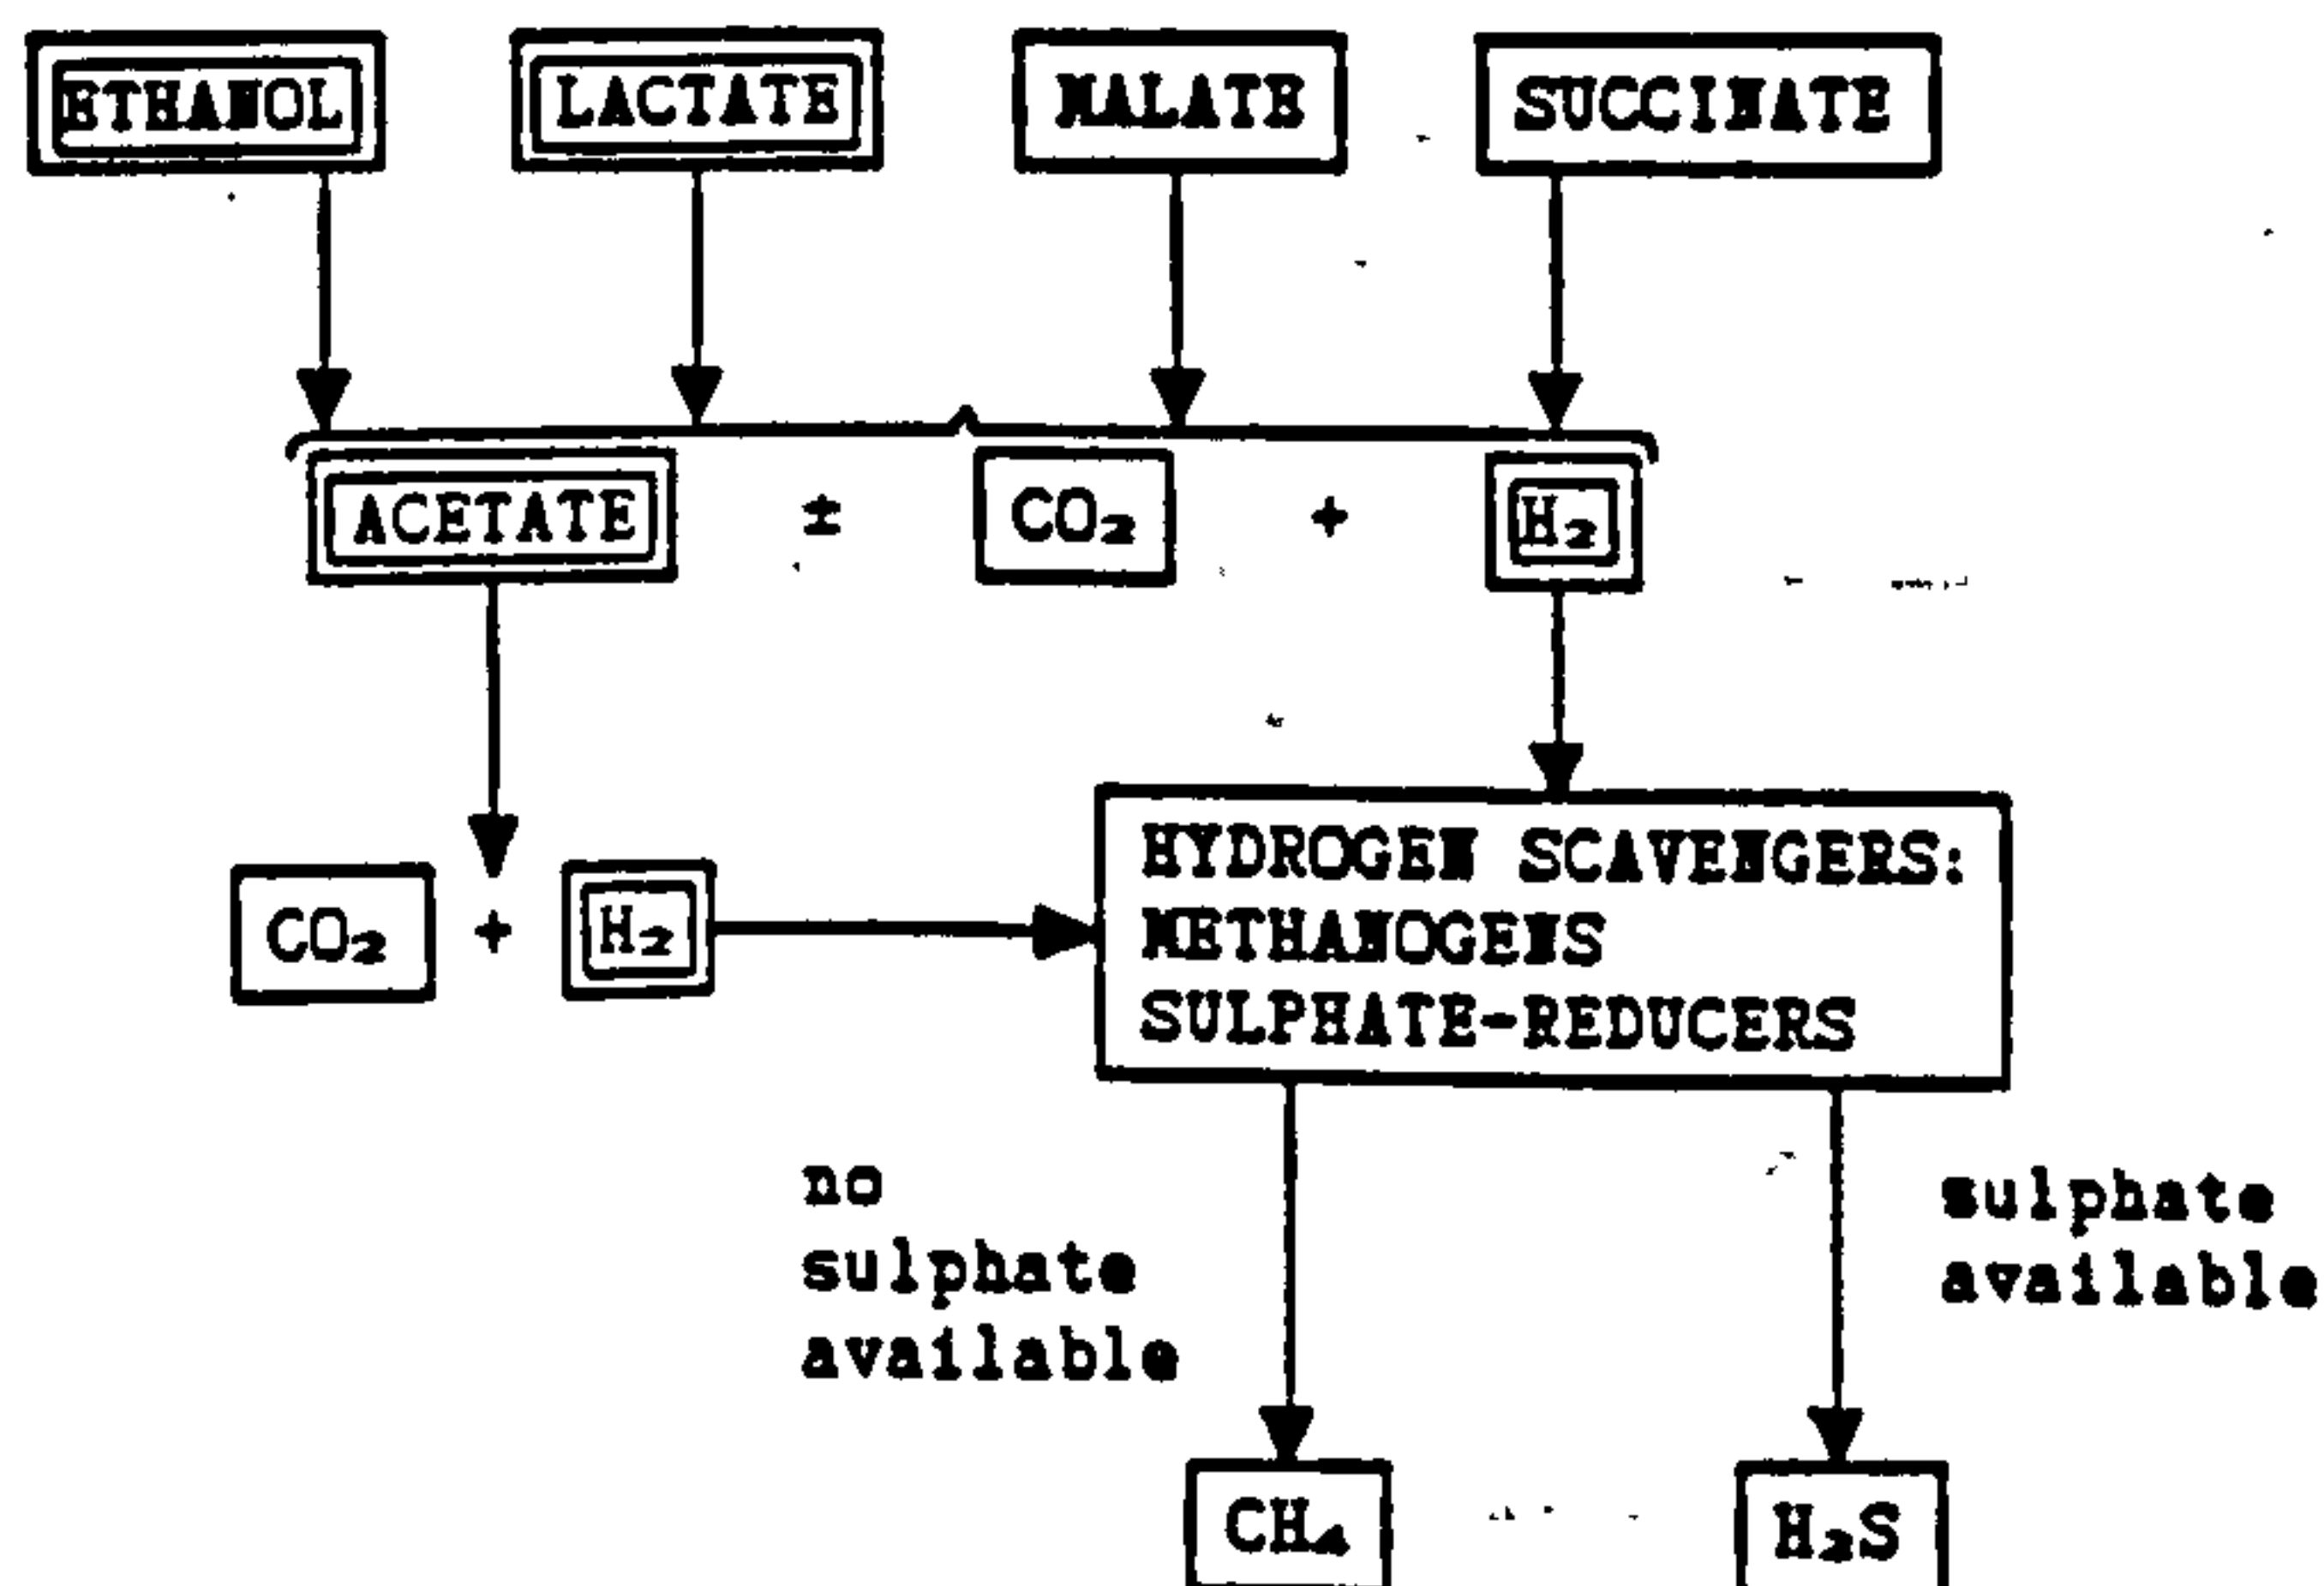 ETHANOL LACTATE MALATE SUCCINATE
ACETATE ± CO₂ + H₂
CO₂ + H₂
HYDROGEN SCAVENGERS:
METHANOGENS
SULPHATE-REDUCERS
no
sulphate
available
sulphate
available
CH₄ H₂S